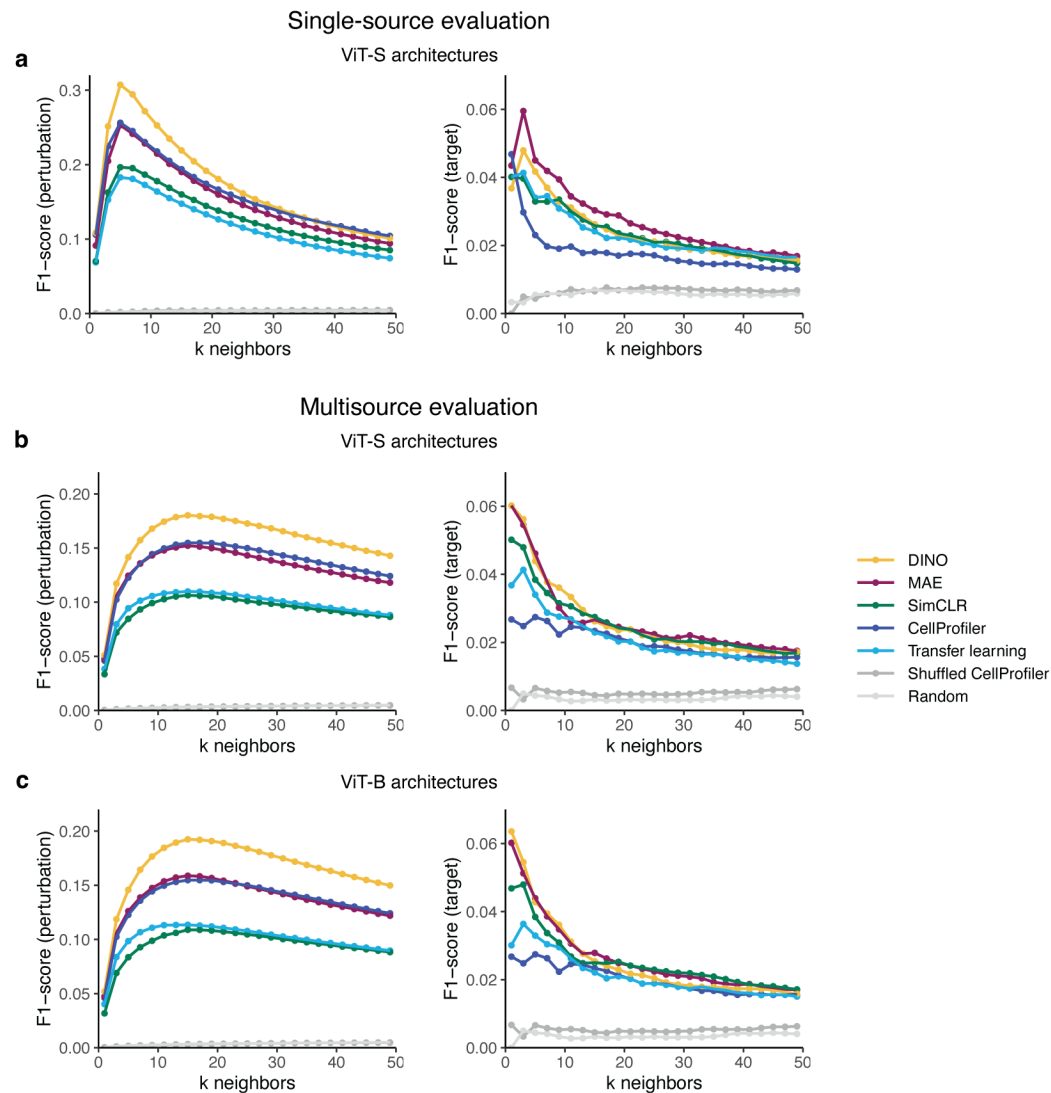 Single-source evaluation
a
ViT-S architectures
F1−score (perturbation)
0.3
0.2
0.1
0.0
0 10 20 30 40 50
k neighbors
F1−score (target)
0.06
0.04
0.02
0.00
0 10 20 30 40 50
k neighbors
Multisource evaluation
b
ViT-S architectures
F1−score (perturbation)
0.20
0.15
0.10
0.05
0.00
0 10 20 30 40 50
k neighbors
F1−score (target)
0.06
0.04
0.02
0.00
0 10 20 30 40 50
k neighbors
DINO
MAE
SimCLR
CellProfiler
Transfer learning
Shuffled CellProfiler
Random
c
ViT-B architectures
F1−score (perturbation)
0.20
0.15
0.10
0.05
0.00
0 10 20 30 40 50
k neighbors
F1−score (target)
0.06
0.04
0.02
0.00
0 10 20 30 40 50
k neighbors